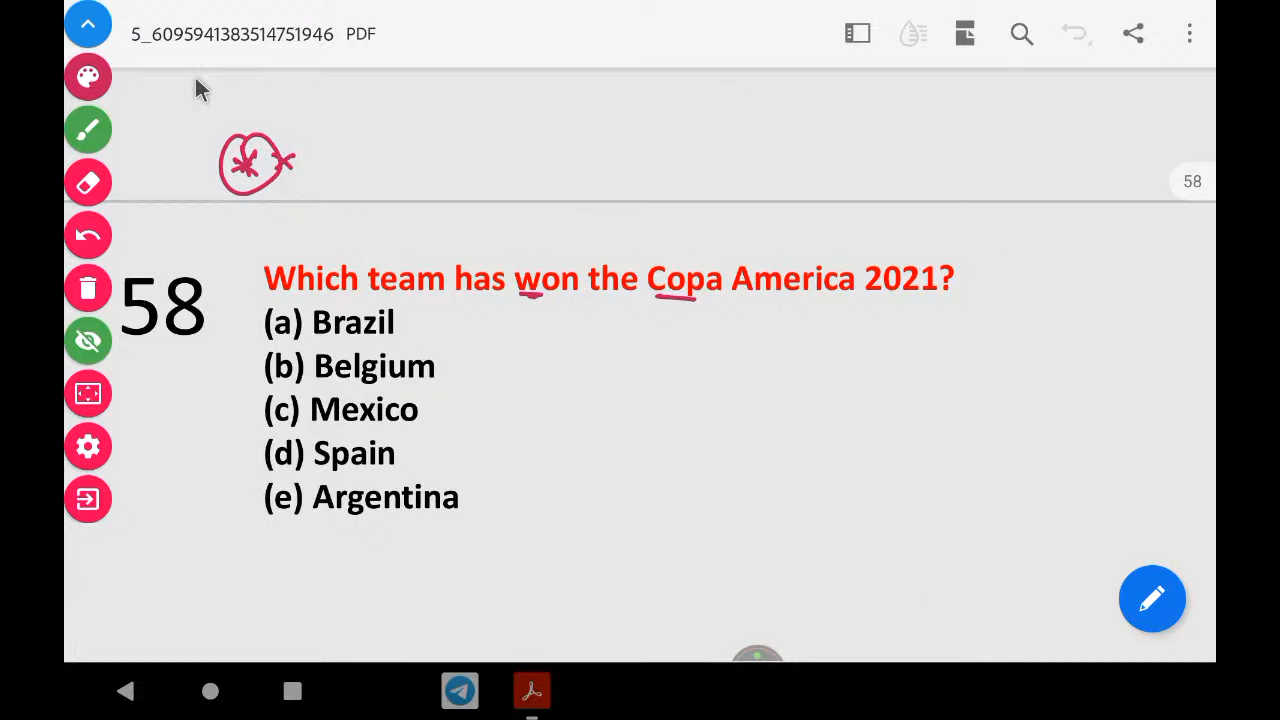 5_6095941383514751946 PDF
58
58
Which team has won the Copa America 2021?
(a) Brazil
(b) Belgium
(c) Mexico
(d) Spain
(e) Argentina